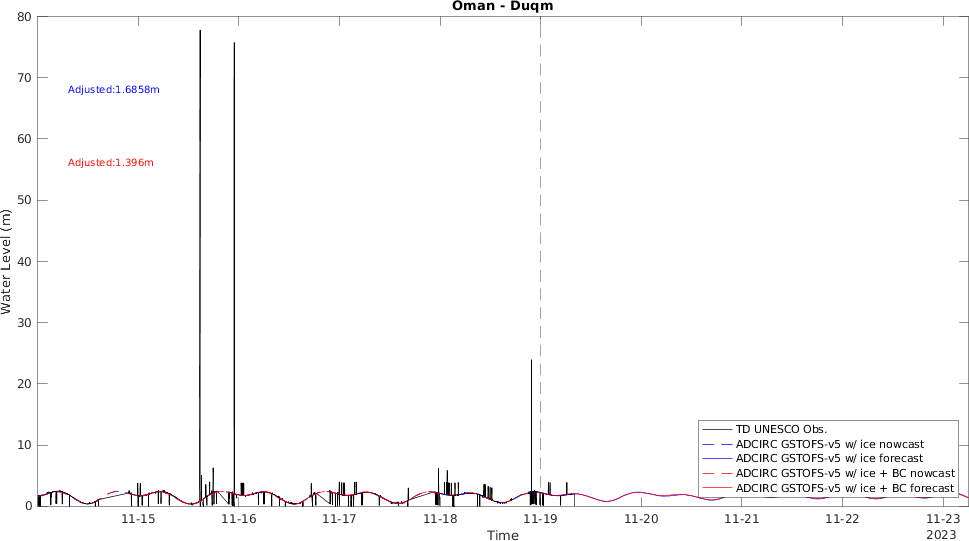 Oman - Duqm
80
70
60
50
40
30
20
10
0
Water Level (m)
Adjusted:1.6858m
Adjusted:1.396m
TD UNESCO Obs.
ADCIRC GSTOFS-v5 w/ ice nowcast
ADCIRC GSTOFS-v5 w/ ice forecast
ADCIRC GSTOFS-v5 w/ ice + BC nowcast
ADCIRC GSTOFS-v5 w/ ice + BC forecast
11-15 11-16 11-17 11-18 11-19 11-20 11-21 11-22 11-23
2023
Time